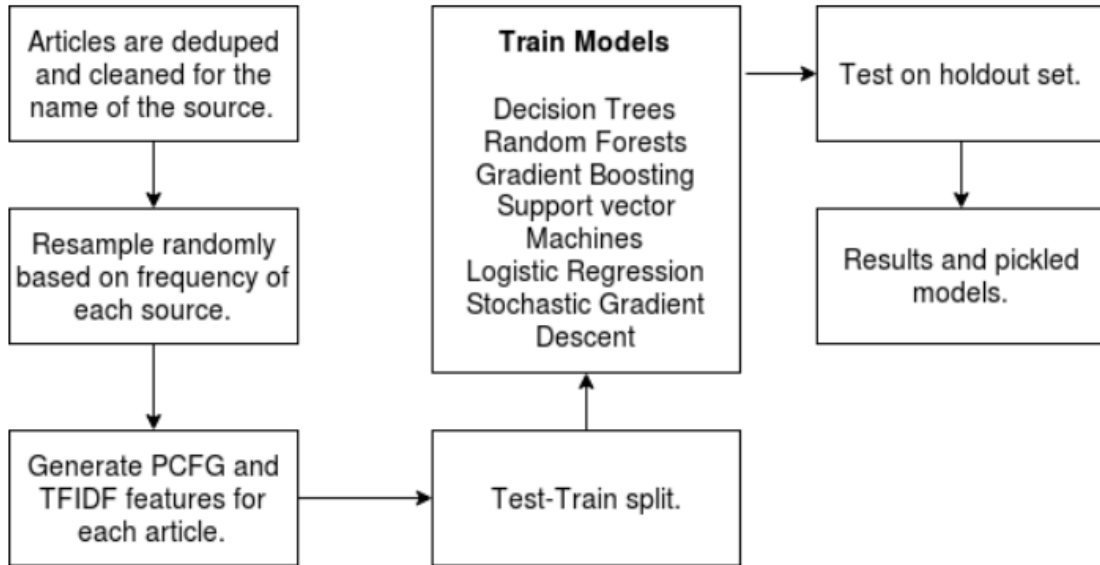 Articles are deduped
and cleaned for the
name of the source.
Resample randomly
based on frequency of
each source.
Generate PCFG and
TFIDF features for
each article.
Test-Train split.
Train Models
Decision Trees
Random Forests
Gradient Boosting
Support vector
Machines
Logistic Regression
Stochastic Gradient
Descent
Test on holdout set.
Results and pickled
models.